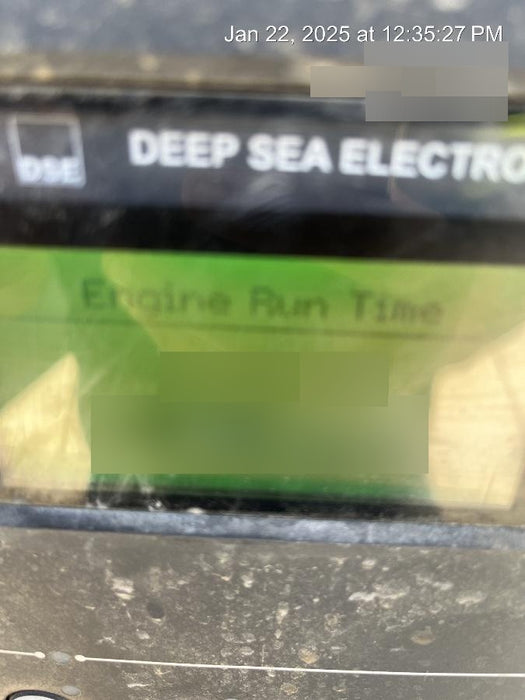 Jan 22, 2025 at 12:35:27 PM
DSE
DEEP SEA ELECTRO
Engine Run Time